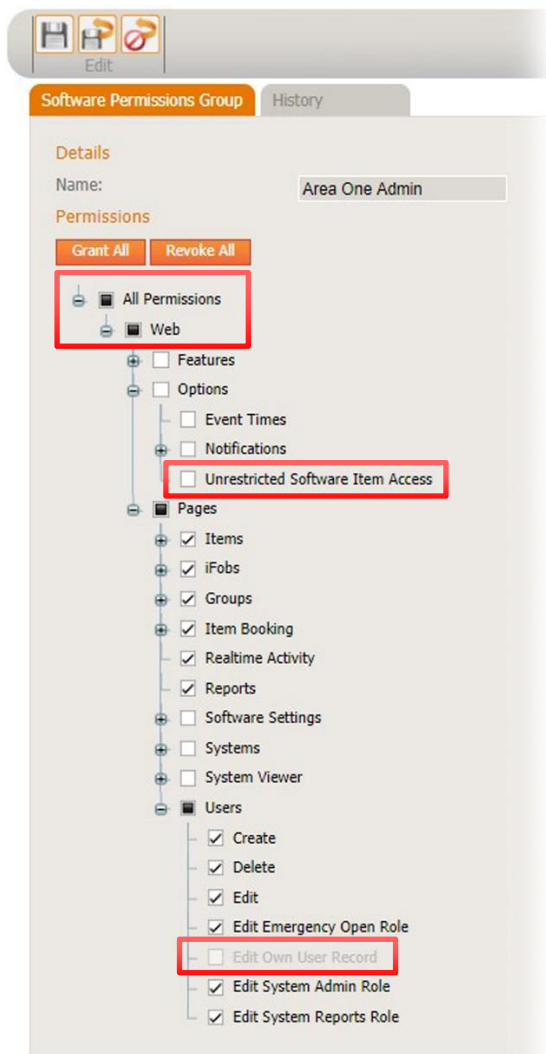 Edit
Software Permissions Group History
Details
Name: Area One Admin
Permissions
Grant All Revoke All
All Permissions
Web
Features
Options
Event Times
Notifications
Unrestricted Software Item Access
Pages
Items
iFobs
Groups
Item Booking
Realtime Activity
Reports
Software Settings
Systems
System Viewer
Users
Create
Delete
Edit
Edit Emergency Open Role
Edit Own User Record
Edit System Admin Role
Edit System Reports Role